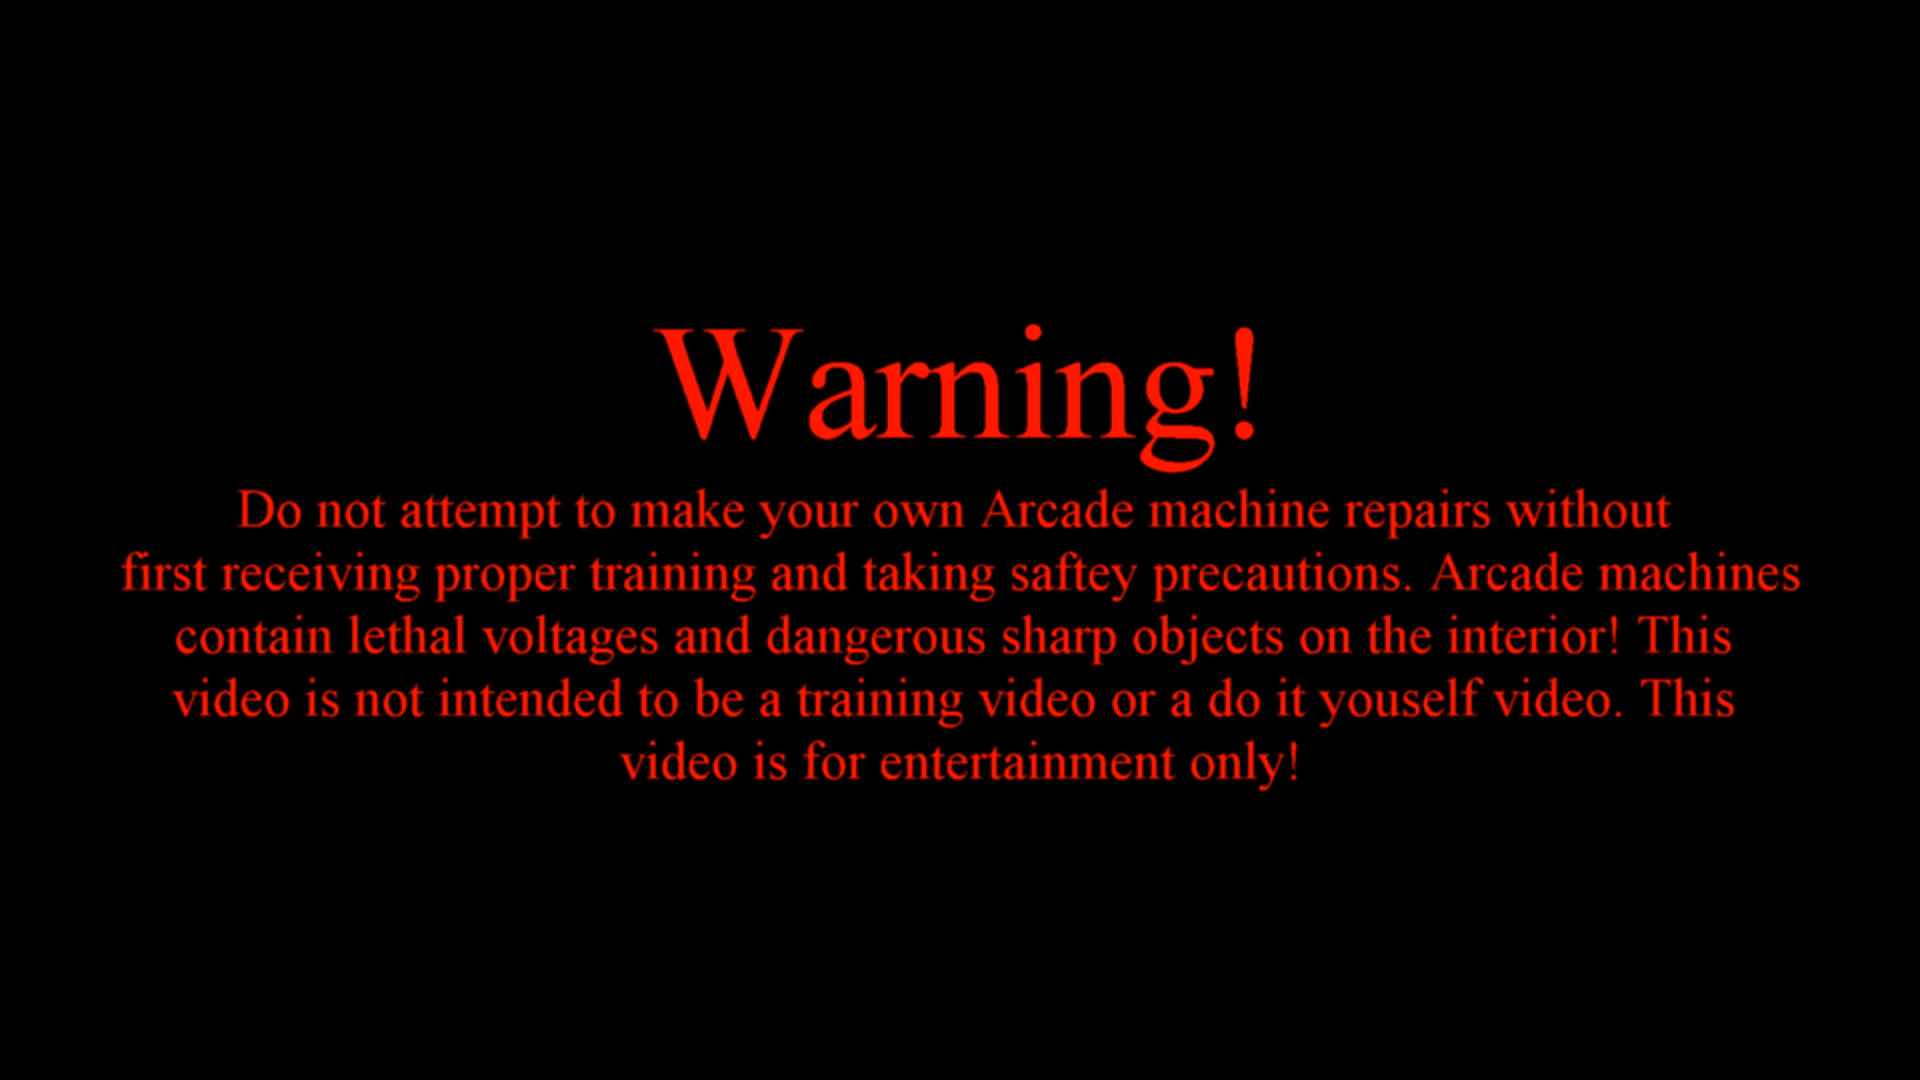 Warning!
Do not attempt to make your own Arcade machine repairs without
first receiving proper training and taking saftey precautions. Arcade machines
contain lethal voltages and dangerous sharp objects on the interior! This
video is not intended to be a training video or a do it youself video. This
video is for entertainment only!